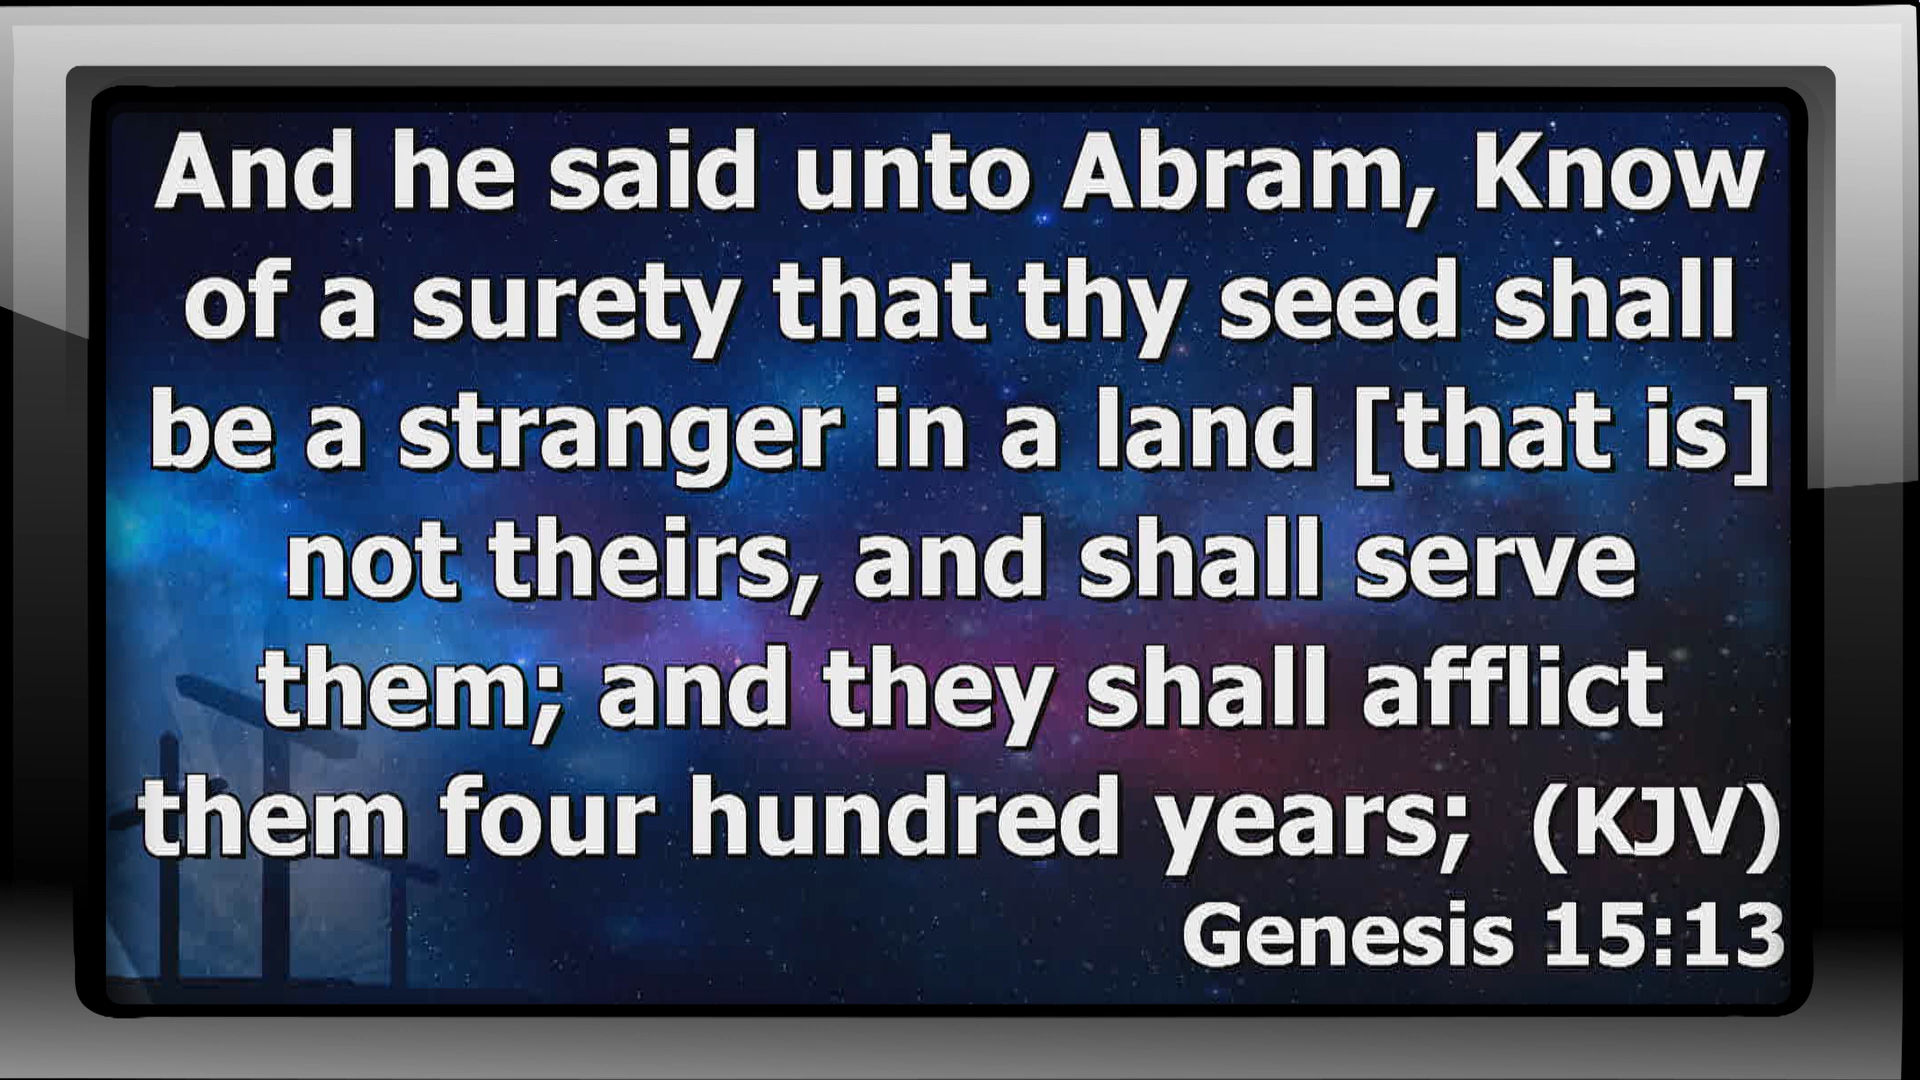 And he said unto Abram, Know
of a surety that thy seed shall
be a stranger in a land [that is]
not theirs, and shall serve
them; and they shall afflict
them four hundred years; (KJV)
Genesis 15:13